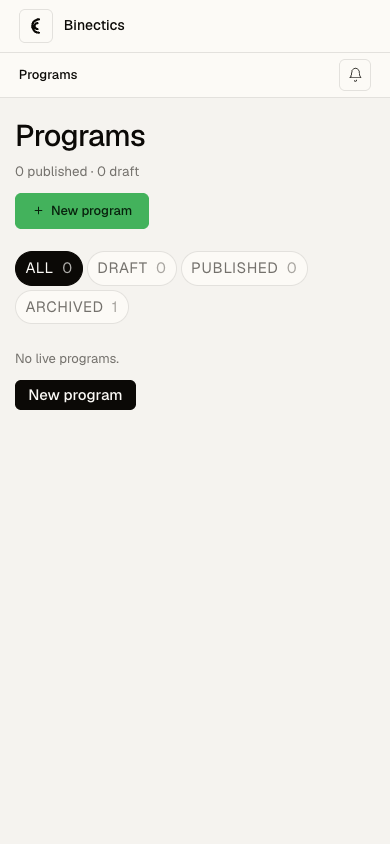 Binectics
Programs
Programs
0 published · 0 draft
+ New program
ALL 0 DRAFT 0 PUBLISHED 0
ARCHIVED 1
No live programs.
New program